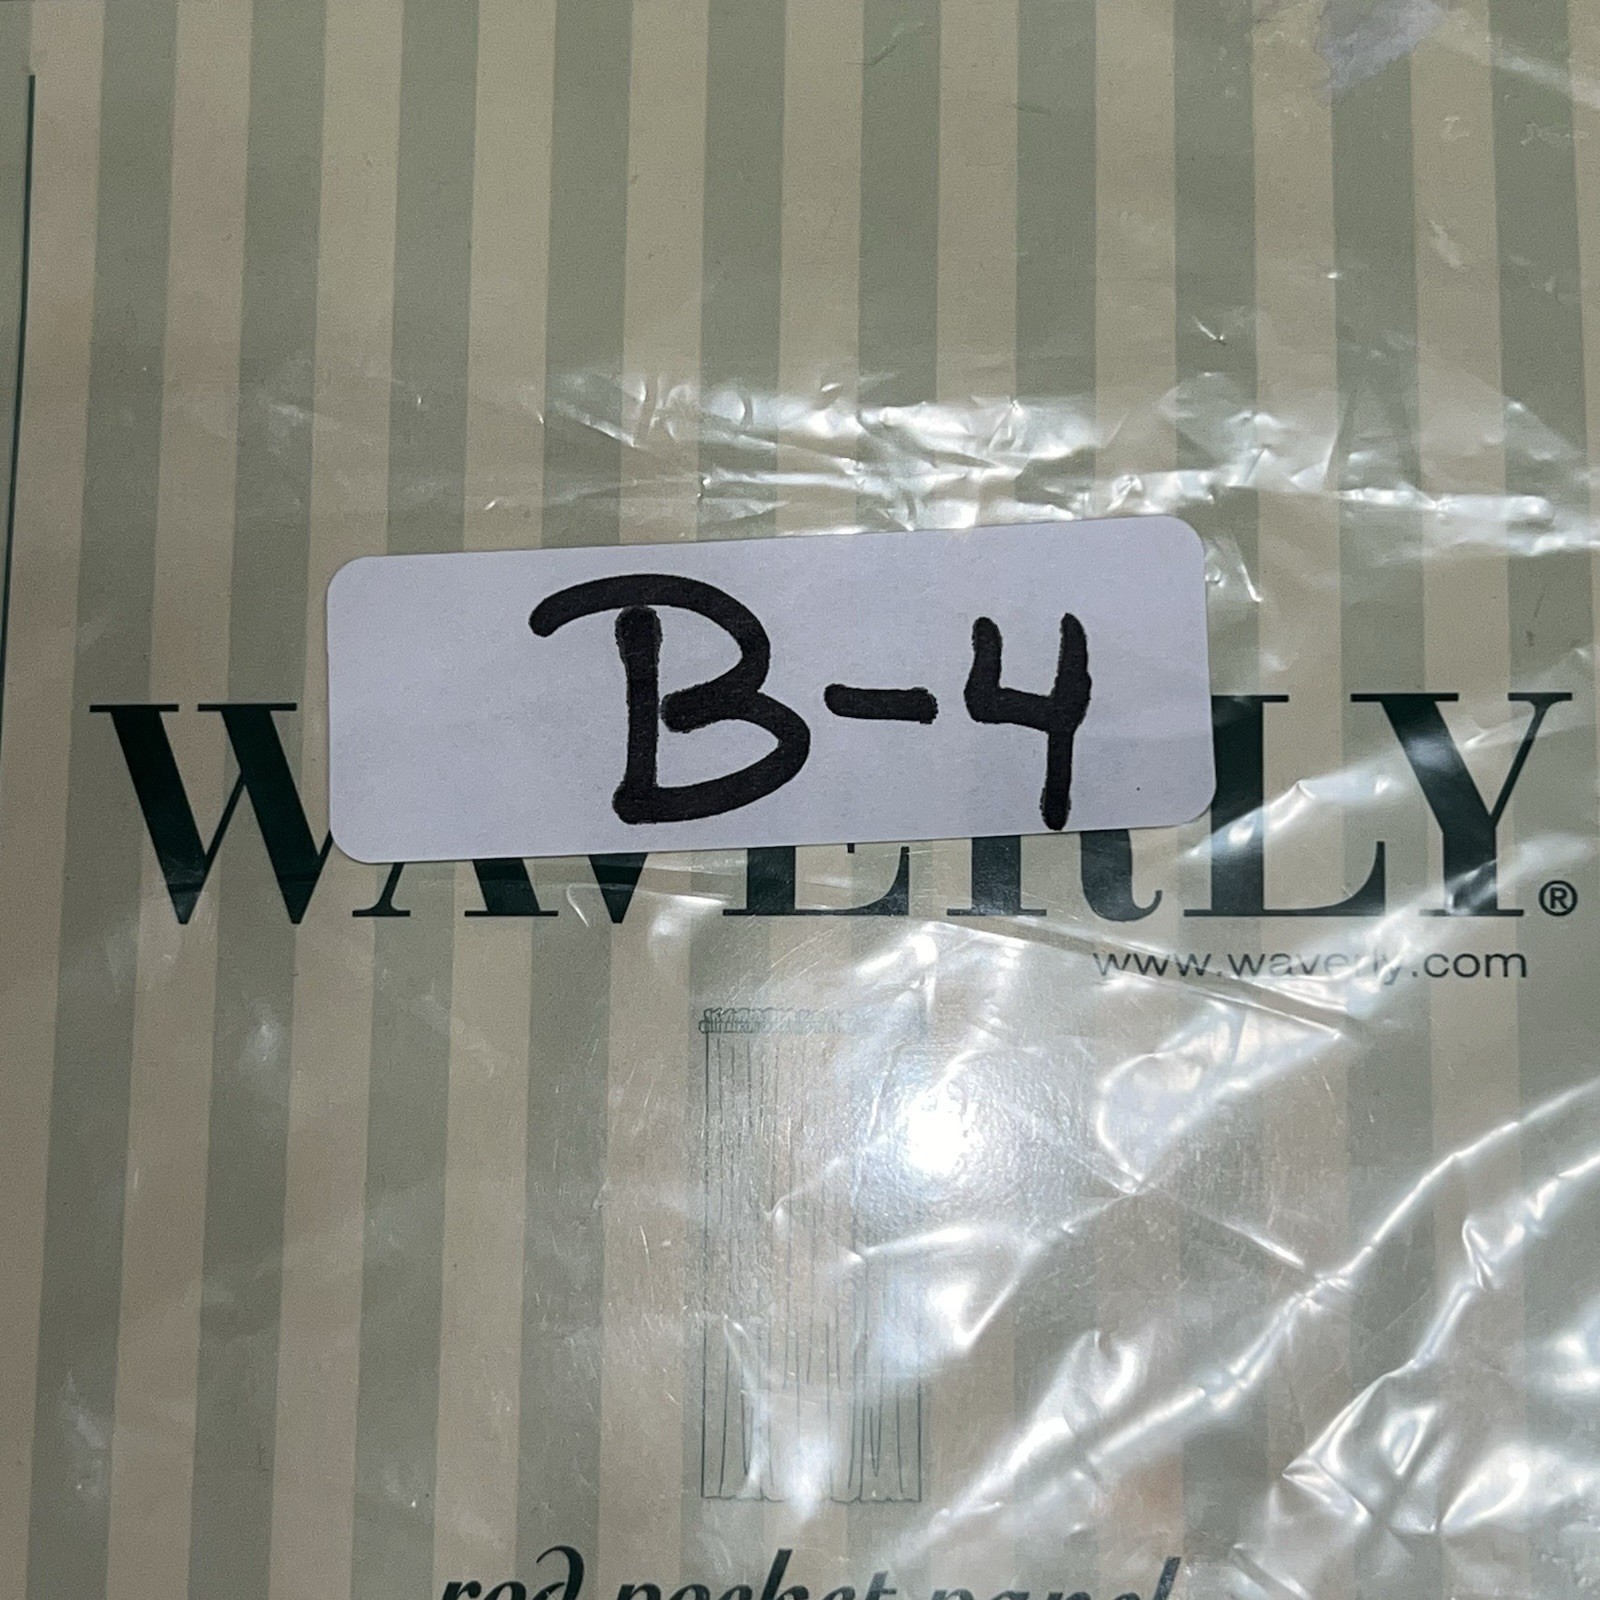 B-4
WAVERLY®
www.waverly.com
rod pocket panel